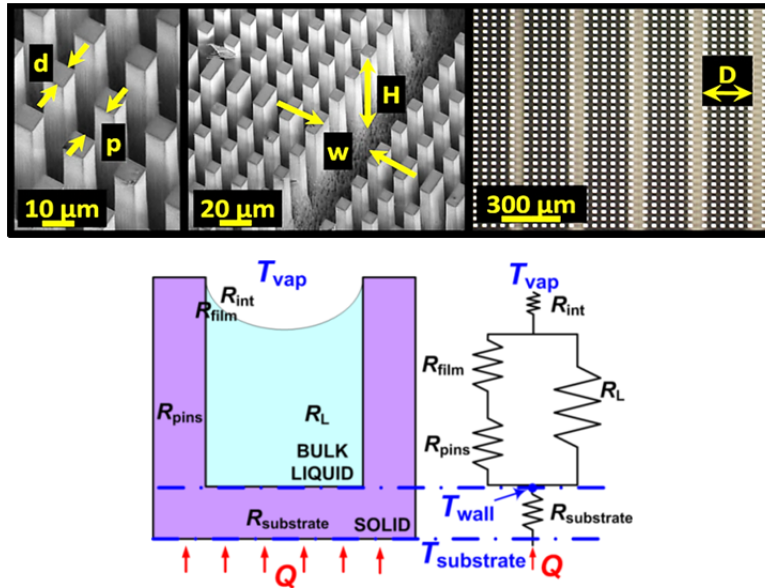 d
p
10 µm
H
w
20 µm
D
300 µm
Tvap
Rint
Rfilm
Rpins
RL
BULK
LIQUID
Rsubstrate
SOLID
Q
Tvap
Rint
Rfilm
RL
Rpins
Twall
Rsubstrate
Tsubstrate
Q